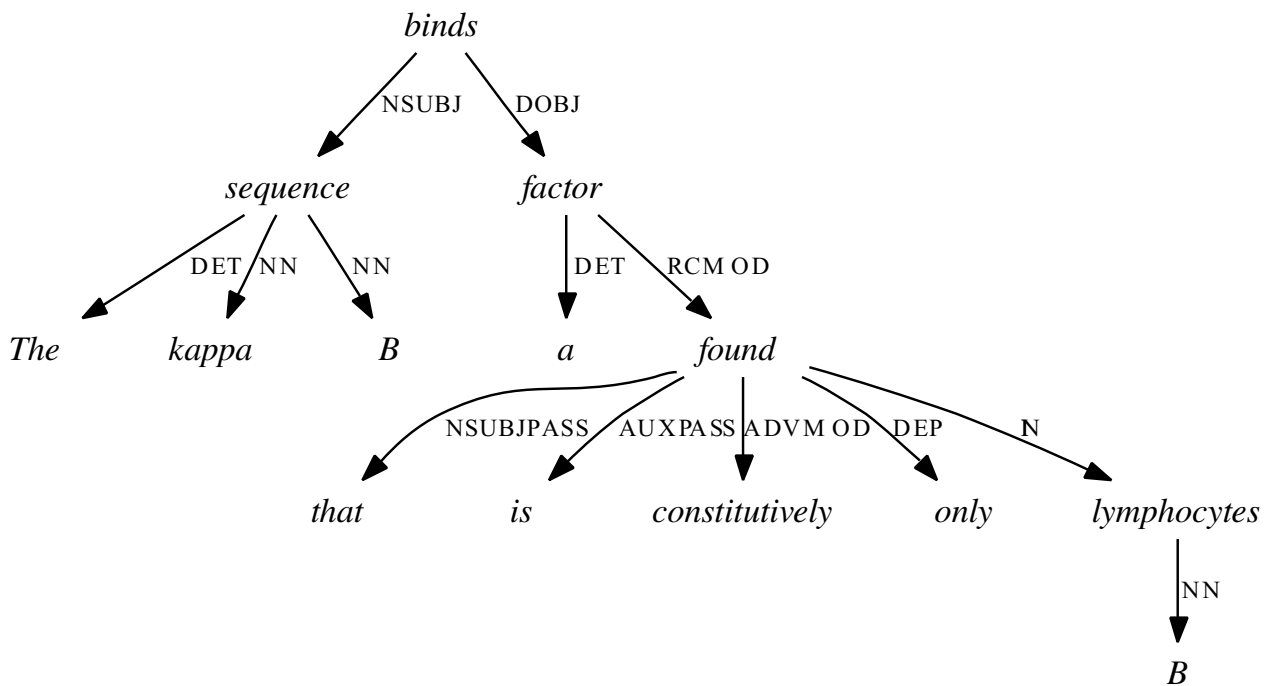 binds
NSUBJ DOBJ
sequence factor
DET NN NN DET RCMOD
The kappa B a found
NSUBJPASS AUXPASS ADVMOD DEP IN
that is constitutively only lymphocytes
NN
B